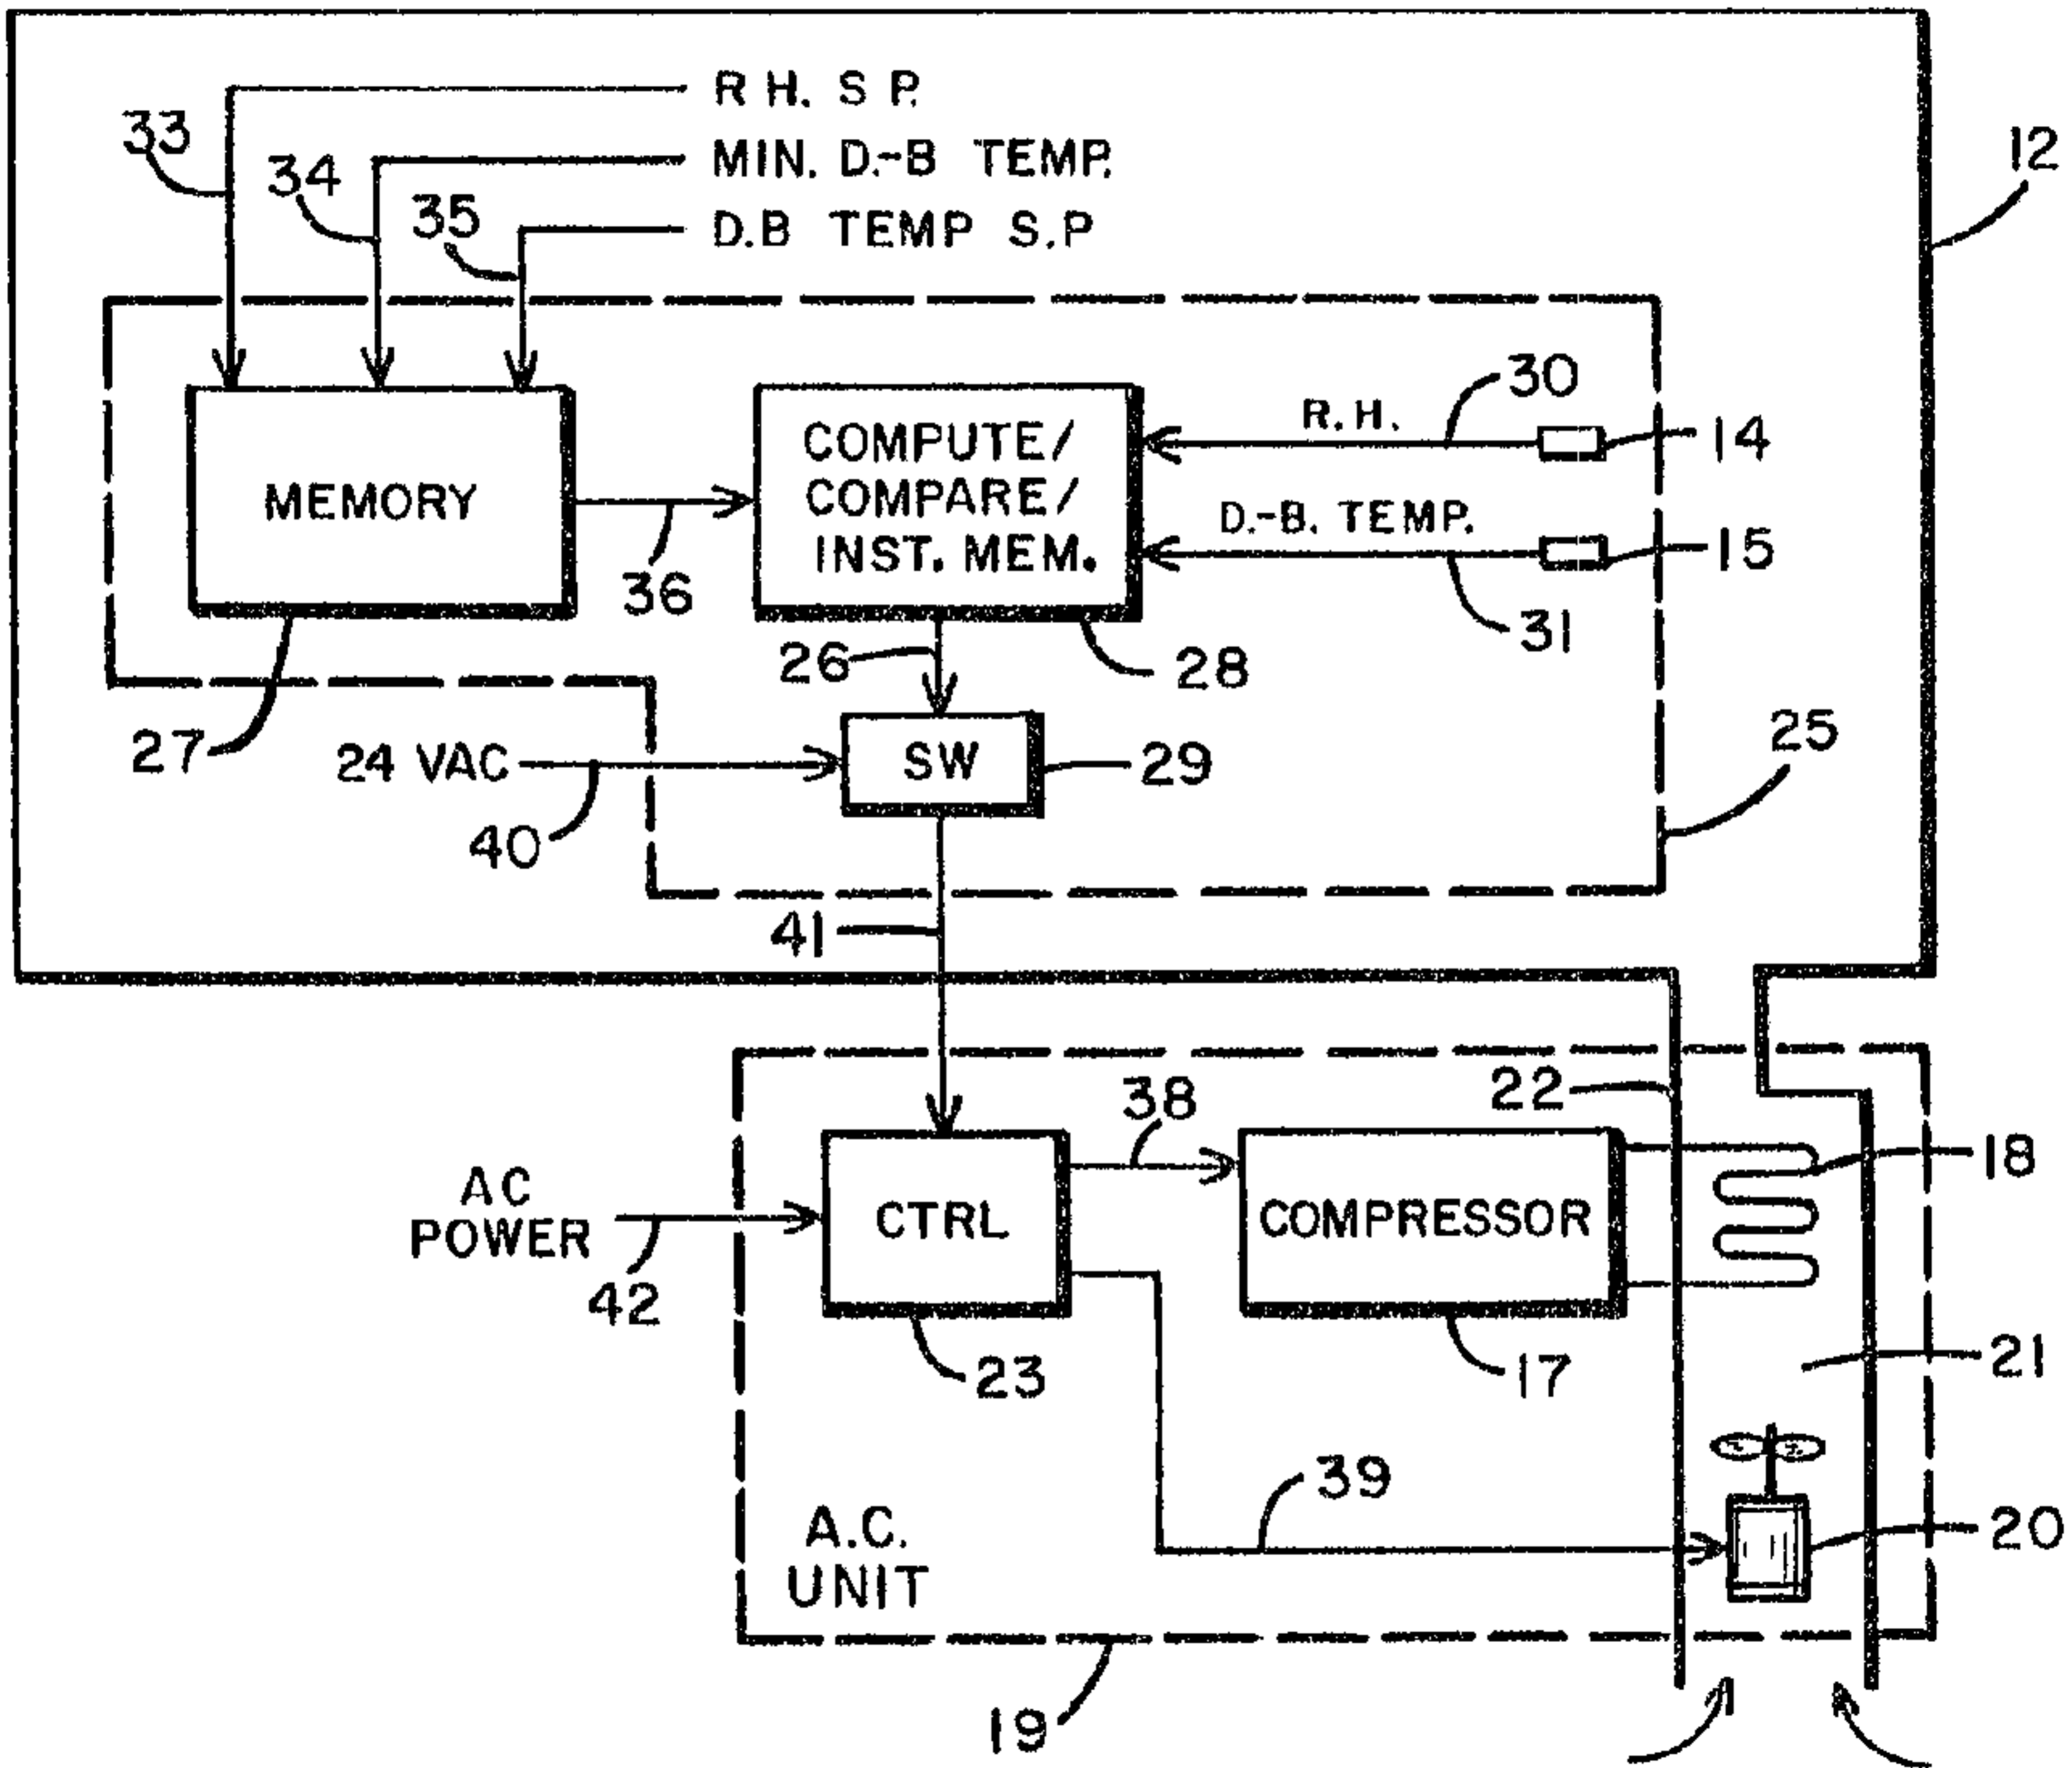 R H. S P.
33
MIN. D.-B TEMP.
12
34
35
D.B TEMP S.P
30
R.H.
14
COMPUTE/
COMPARE/
INST. MEM.
MEMORY
D.-B. TEMP.
15
36
31
26
28
27
24 VAC
SW
29
25
40
41
22
38
18
AC
POWER
CTRL
COMPRESSOR
42
23
17
21
39
A.C.
UNIT
20
19